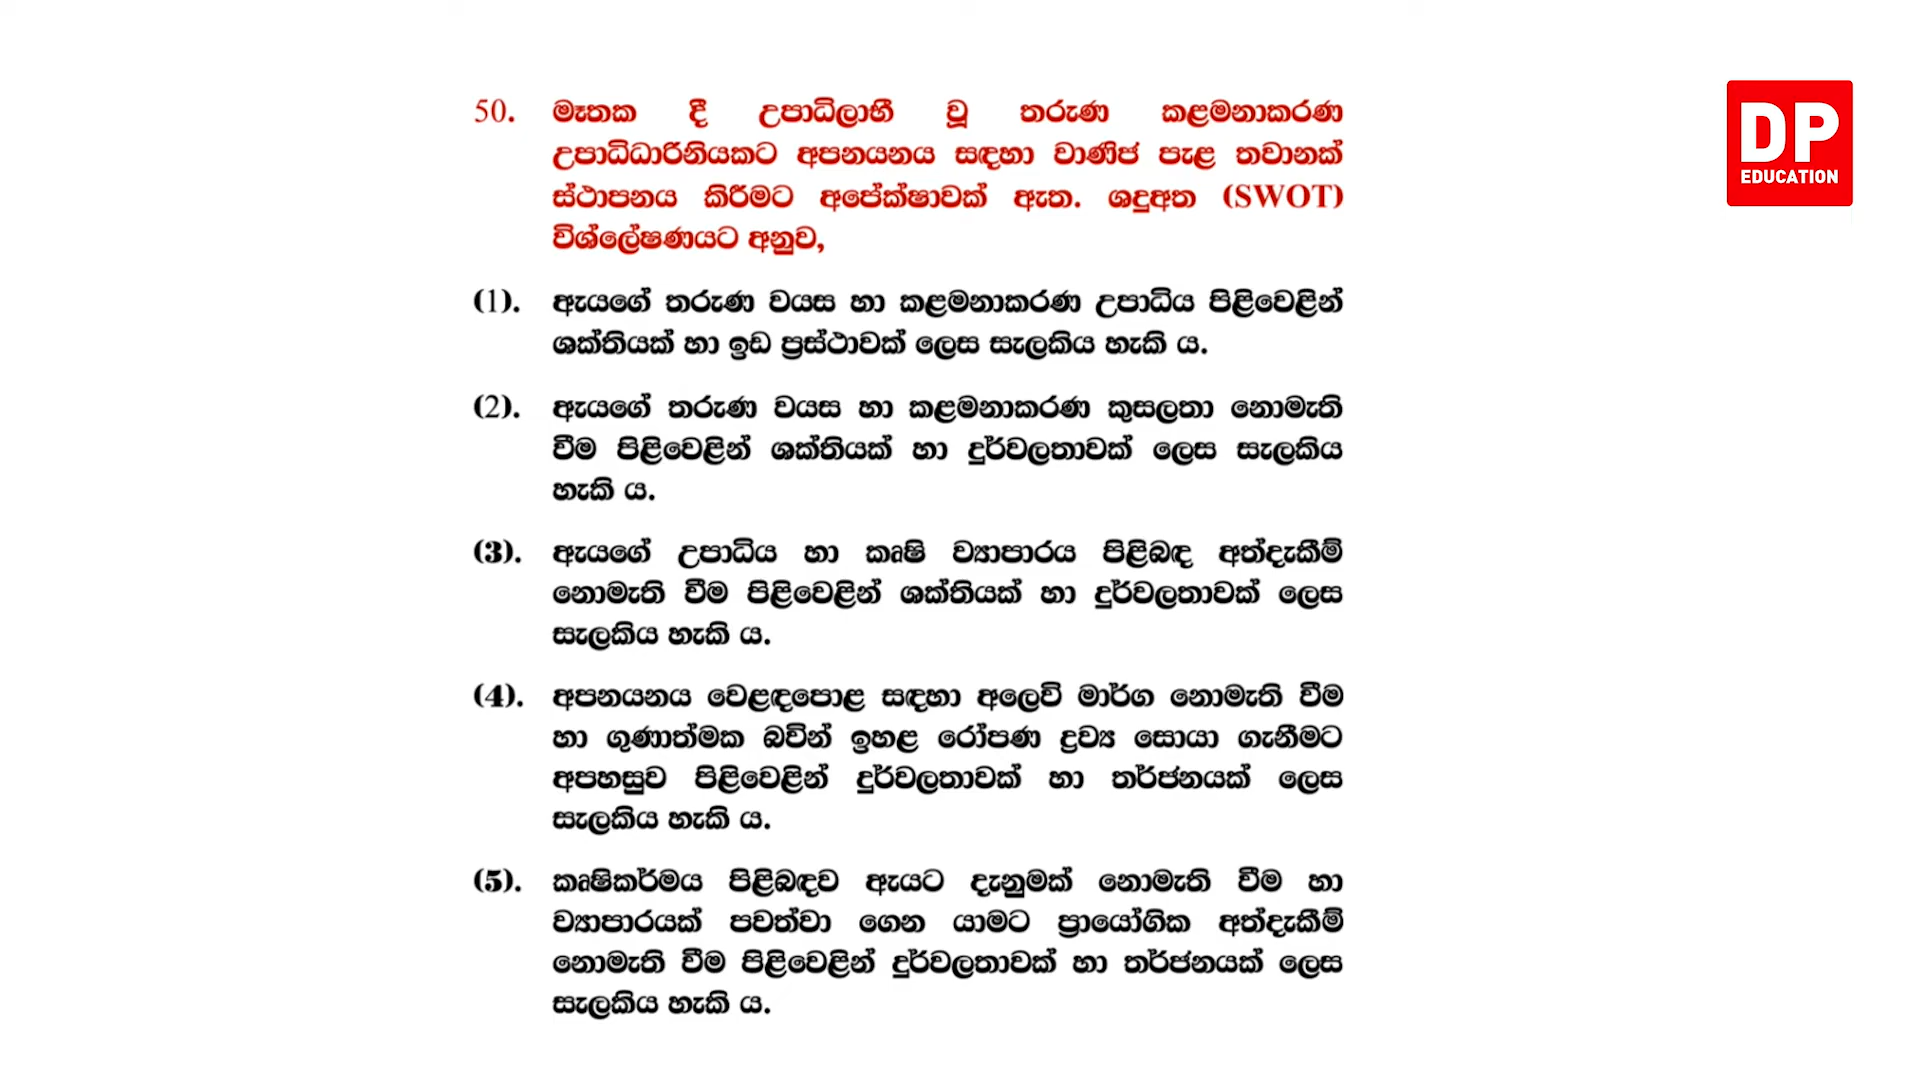 50. මෑතක දී උපාධිලාභී වූ තරුණ කළමනාකරණ
උපාධිධාරිනියකට අපනයනය සඳහා වාණිජ පැළ තවානක්
ස්ථාපනය කිරීමට අපේක්ෂාවක් ඇත. ශදුඅත (SWOT)
විශ්ලේෂණයට අනුව,
(1). ඇයගේ තරුණ වයස හා කළමනාකරණ උපාධිය පිළිවෙළින්
ශක්තියක් හා ඉඩ ප්‍රස්ථාවක් ලෙස සැලකිය හැකි ය.
(2). ඇයගේ තරුණ වයස හා කළමනාකරණ කුසලතා නොමැති
වීම පිළිවෙළින් ශක්තියක් හා දුර්වලතාවක් ලෙස සැලකිය
හැකි ය.
(3). ඇයගේ උපාධිය හා කෘෂි ව්‍යාපාරය පිළිබඳ අත්දැකීම්
නොමැති වීම පිළිවෙළින් ශක්තියක් හා දුර්වලතාවක් ලෙස
සැලකිය හැකි ය.
(4). අපනයනය වෙළඳපොළ සඳහා අලෙවි මාර්ග නොමැති වීම
හා ගුණාත්මක බවින් ඉහළ රෝපණ ද්‍රව්‍ය සොයා ගැනීමට
අපහසුව පිළිවෙළින් දුර්වලතාවක් හා තර්ජනයක් ලෙස
සැලකිය හැකි ය.
(5). කෘෂිකර්මය පිළිබඳව ඇයට දැනුමක් නොමැති වීම හා
ව්‍යාපාරයක් පවත්වා ගෙන යාමට ප්‍රායෝගික අත්දැකීම්
නොමැති වීම පිළිවෙළින් දුර්වලතාවක් හා තර්ජනයක් ලෙස
සැලකිය හැකි ය.
DP
EDUCATION